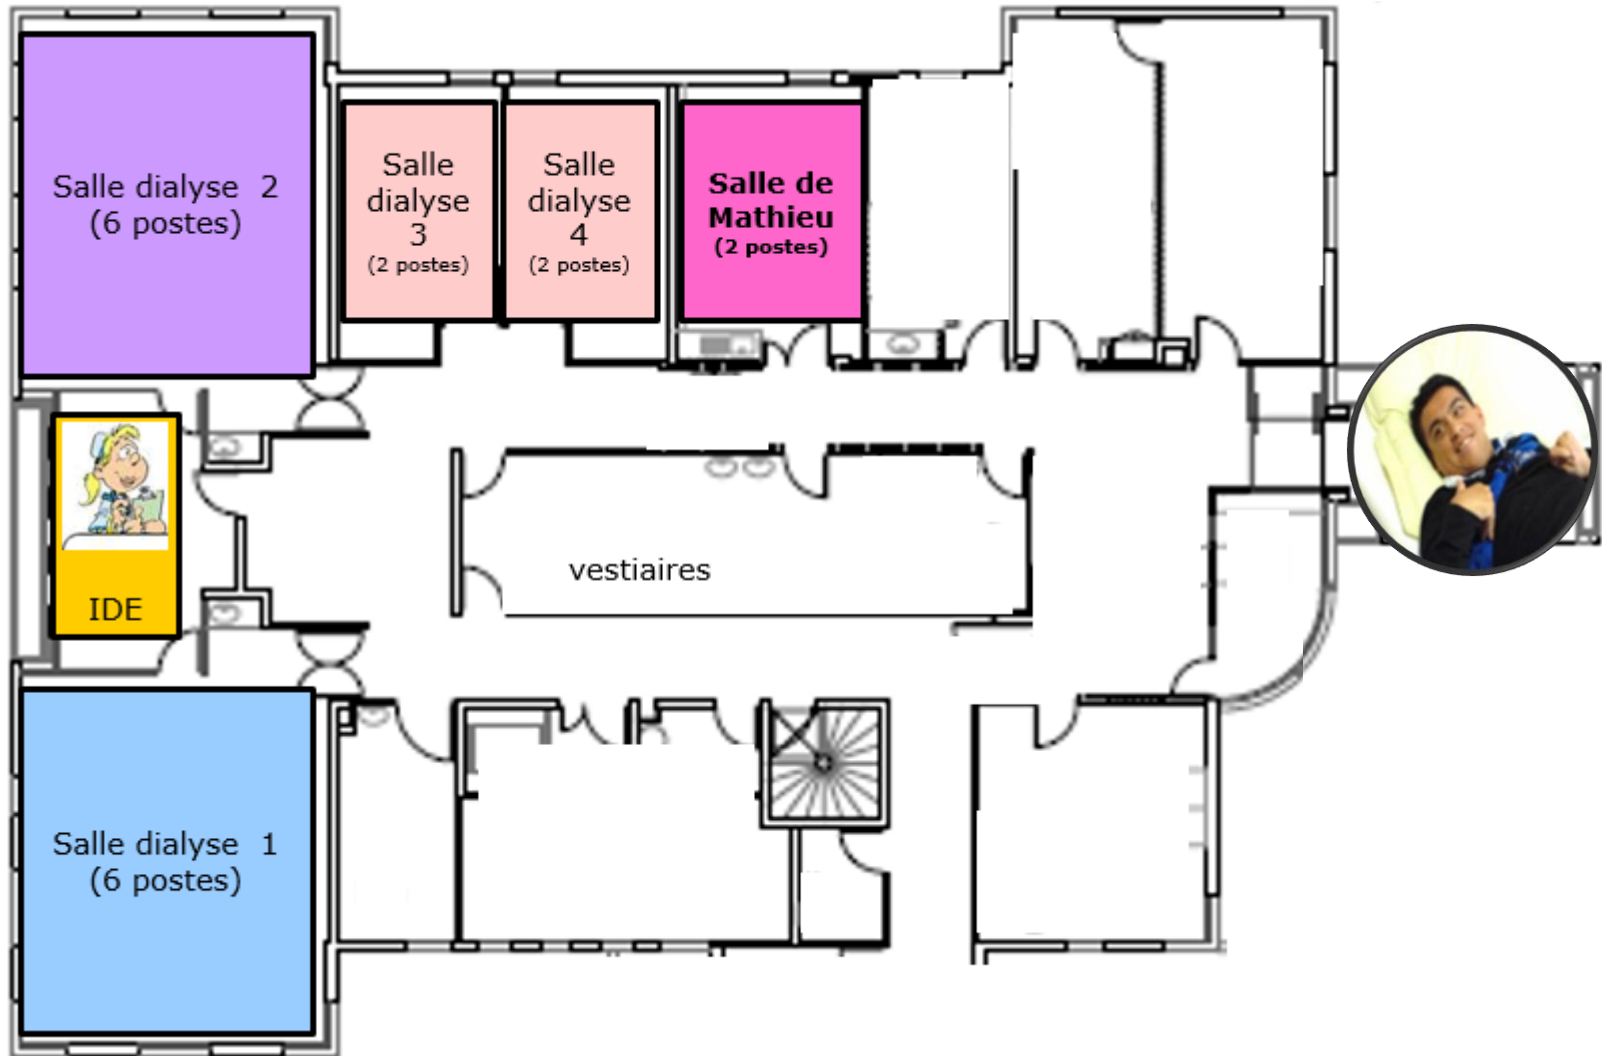 Salle dialyse  2
(6 postes)
Salle
dialyse
3
(2 postes)
Salle
dialyse
4
(2 postes)
Salle de
Mathieu
(2 postes)
IDE
vestiaires
Salle dialyse  1
(6 postes)